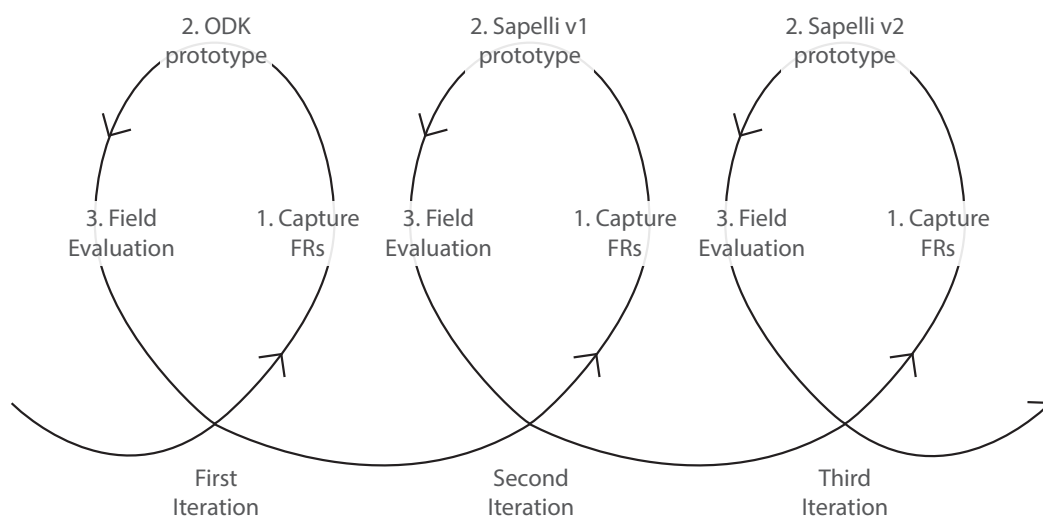 2. ODK
prototype
3. Field
Evaluation
1. Capture
FRs
First
Iteration
2. Sapelli v1
prototype
3. Field
Evaluation
1. Capture
FRs
Second
Iteration
2. Sapelli v2
prototype
3. Field
Evaluation
1. Capture
FRs
Third
Iteration